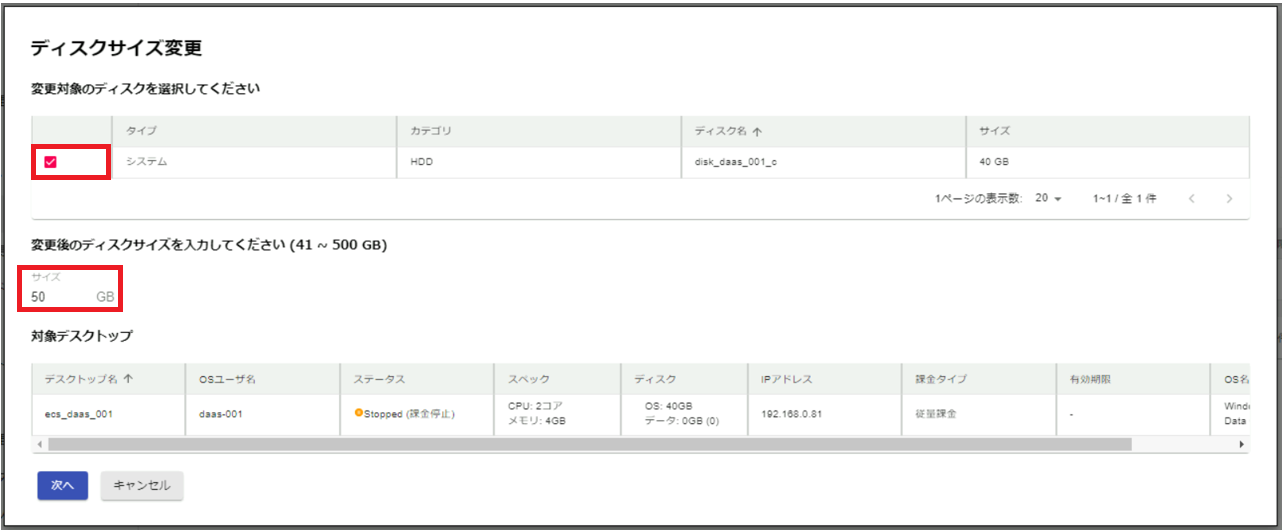 ディスクサイズ変更
変更対象のディスクを選択してください
タイプ カテゴリ ディスク名 ↑ サイズ
システム HDD disk_daas_001_c 40 GB
1ページの表示数: 20 1~1 / 全 1 件 < >
変更後のディスクサイズを入力してください (41 ~ 500 GB)
サイズ
50 GB
対象デスクトップ
デスクトップ名 ↑ OSユーザ名 ステータス スペック ディスク IPアドレス 課金タイプ 有効期限 OS名
ecs_daas_001 daas-001 Stopped (課金停止) CPU: 2コア OS: 40GB 192.168.0.81 従量課金 - Wind
メモリ: 4GB データ: 0GB (0) Data
次へ キャンセル